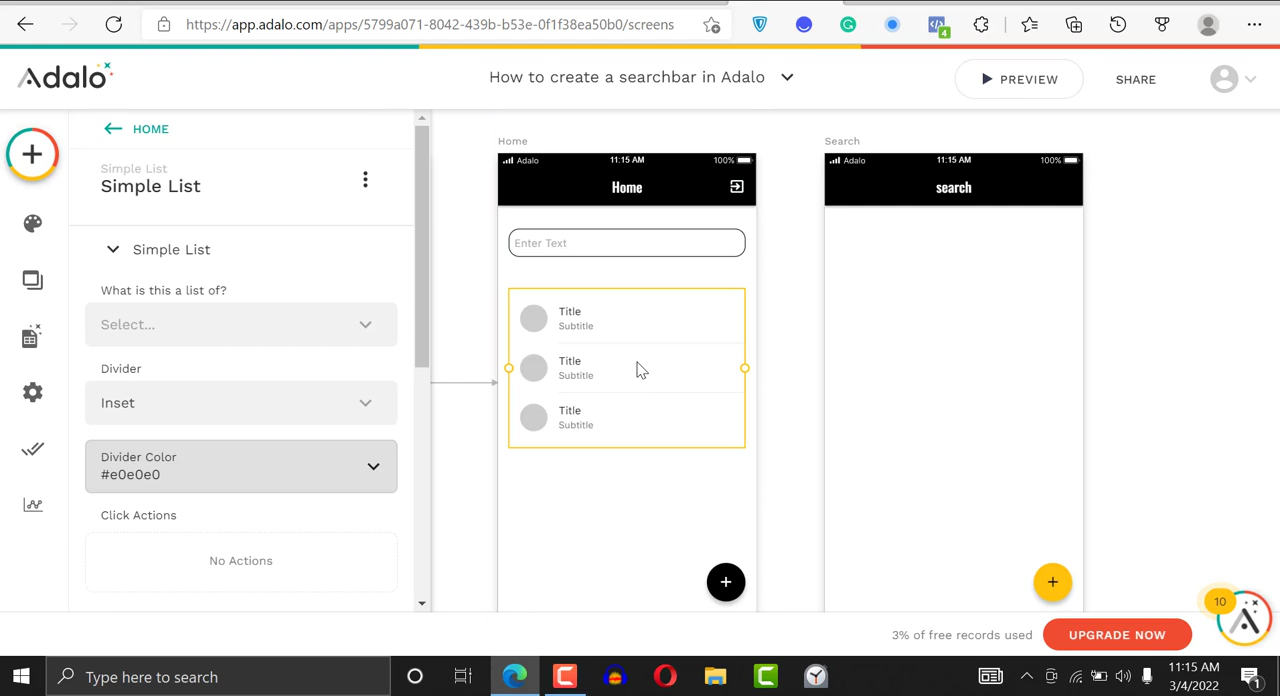 https://app.adalo.com/apps/5799a071-8042-439b-b53e-0f1f38ea50b0/screens
4
Adalo
How to create a searchbar in Adalo
PREVIEW
SHARE
HOME
Simple List
Simple List
Simple List
What is this a list of?
Select...
Divider
Inset
Divider Color
#e0e0e0
Click Actions
No Actions
Home
Adalo 11:15 AM 100%
Home
Enter Text
Title
Subtitle
Title
Subtitle
Title
Subtitle
+
Search
Adalo 11:15 AM 100%
search
+
10
3% of free records used
UPGRADE NOW
Type here to search
11:15 AM
3/4/2022
1